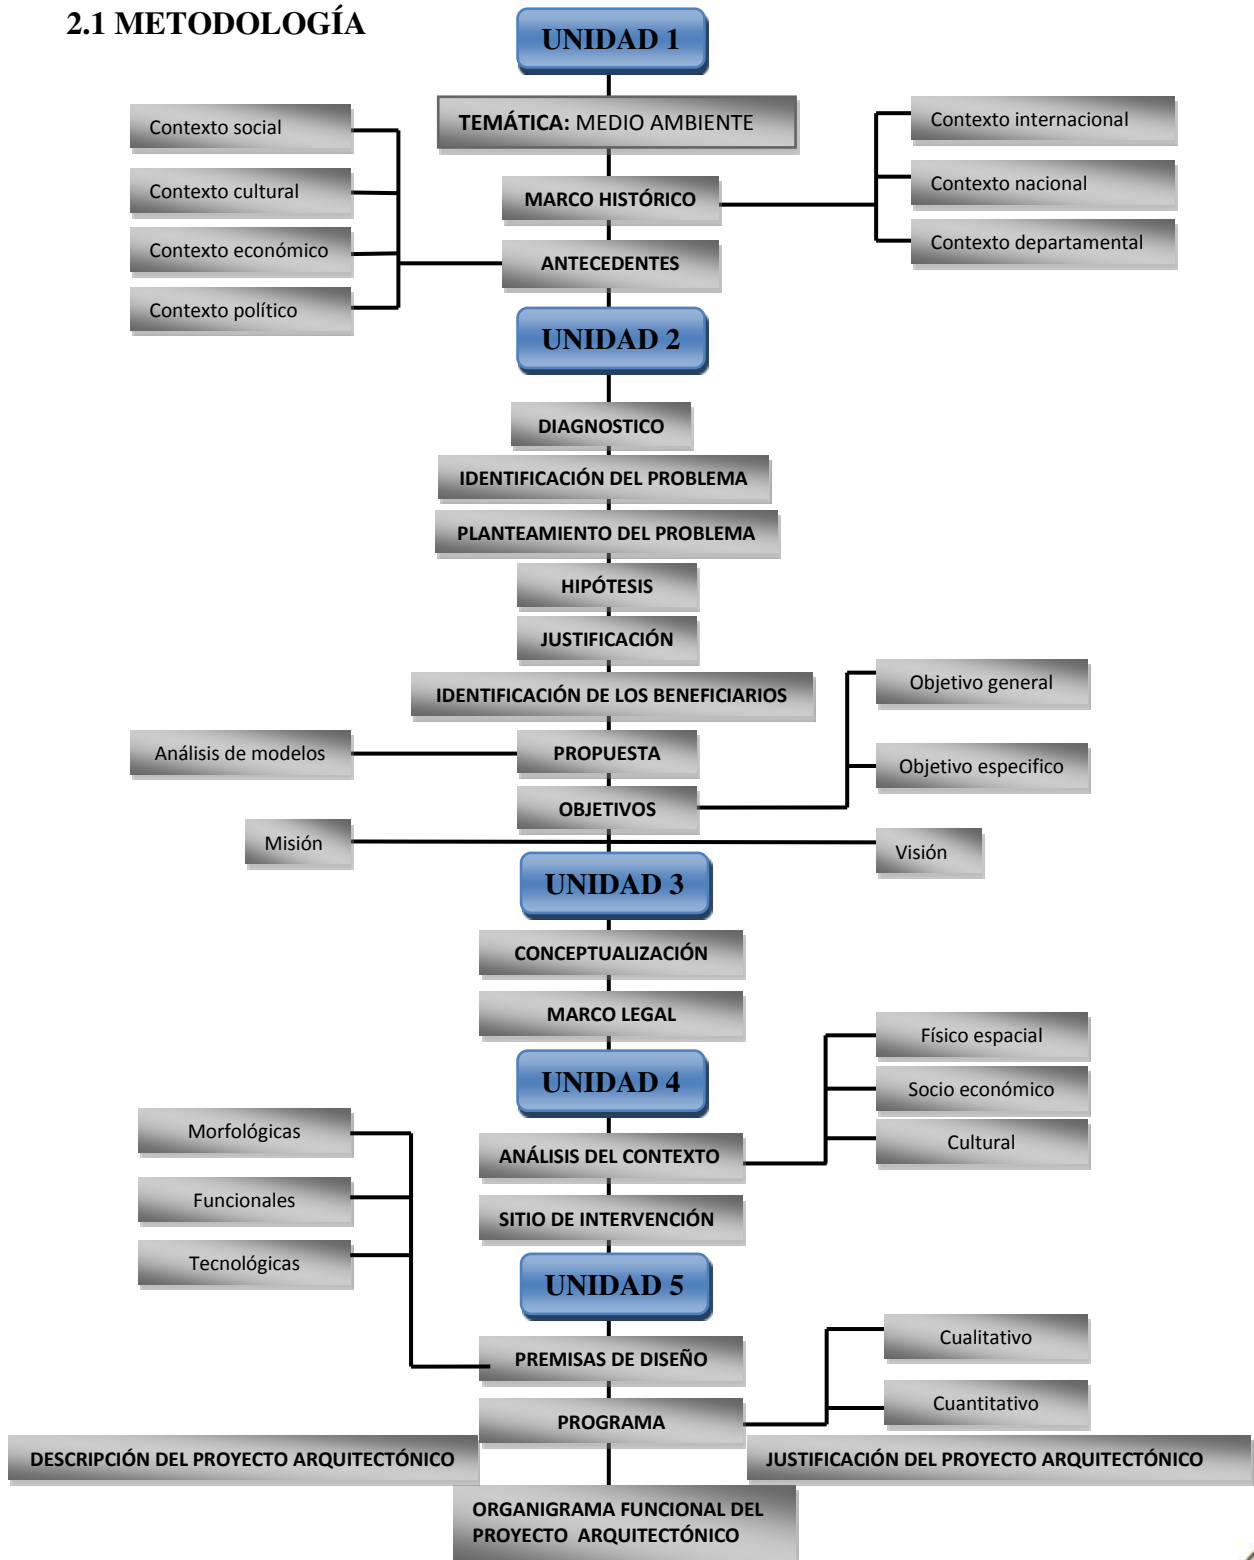 2.1 METODOLOGÍA
UNIDAD 1
TEMÁTICA: MEDIO AMBIENTE
Contexto social
Contexto cultural
Contexto económico
Contexto político
Contexto internacional
Contexto nacional
Contexto departamental
MARCO HISTÓRICO
ANTECEDENTES
UNIDAD 2
DIAGNOSTICO
IDENTIFICACIÓN DEL PROBLEMA
PLANTEAMIENTO DEL PROBLEMA
HIPÓTESIS
JUSTIFICACIÓN
IDENTIFICACIÓN DE LOS BENEFICIARIOS
Objetivo general
Análisis de modelos
PROPUESTA
Objetivo especifico
OBJETIVOS
Misión
Visión
UNIDAD 3
CONCEPTUALIZACIÓN
MARCO LEGAL
UNIDAD 4
Físico espacial
Socio económico
Cultural
ANÁLISIS DEL CONTEXTO
SITIO DE INTERVENCIÓN
Morfológicas
Funcionales
Tecnológicas
UNIDAD 5
PREMISAS DE DISEÑO
Cualitativo
Cuantitativo
PROGRAMA
DESCRIPCIÓN DEL PROYECTO ARQUITECTÓNICO
JUSTIFICACIÓN DEL PROYECTO ARQUITECTÓNICO
ORGANIGRAMA FUNCIONAL DEL
PROYECTO ARQUITECTÓNICO